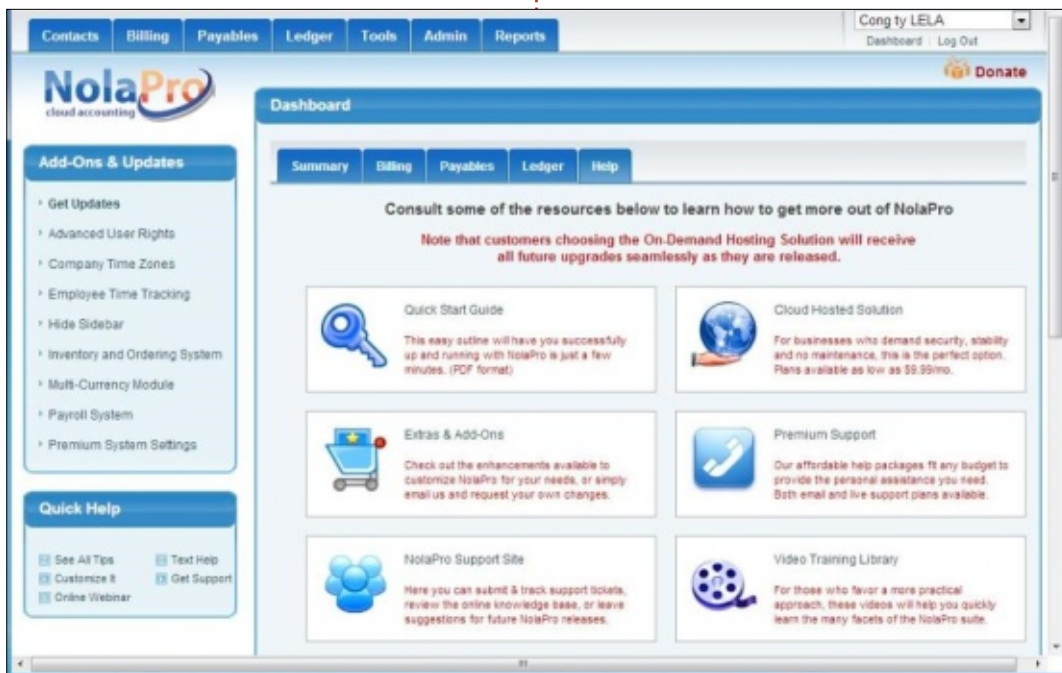 Contacts Billing Payables Ledger Tools Admin Reports
Cong ty LELA
Dashboard | Log Out
NolaPro
cloud accounting
Donate
Dashboard
Add-Ons & Updates
Get Updates
Advanced User Rights
Company Time Zones
Employee Time Tracking
Hide Sidebar
Inventory and Ordering System
Multi-Currency Module
Payroll System
Premium System Settings
Quick Help
See All Tips Text Help
Customize It Get Support
Online Webinar
Summary Billing Payables Ledger Help
Consult some of the resources below to learn how to get more out of NolaPro
Note that customers choosing the On-Demand Hosting Solution will receive
all future upgrades seamlessly as they are released.
Quick Start Guide
This easy outline will have you successfully
up and running with NolaPro is just a few
minutes. (PDF format)
Cloud Hosted Solution
For businesses who demand security, stability
and no maintenance, this is the perfect option.
Plans available as low as $9.99/mo.
Extras & Add-Ons
Check out the enhancements available to
customize NolaPro for your needs, or simply
email us and request your own changes.
Premium Support
Our affordable help packages fit any budget to
provide the personal assistance you need.
Both email and live support plans available.
NolaPro Support Site
Here you can submit & track support tickets,
review the online knowledge base, or leave
suggestions for future NolaPro releases.
Video Training Library
For those who favor a more practical
approach, these videos will help you quickly
learn the many facets of the NolaPro suite.